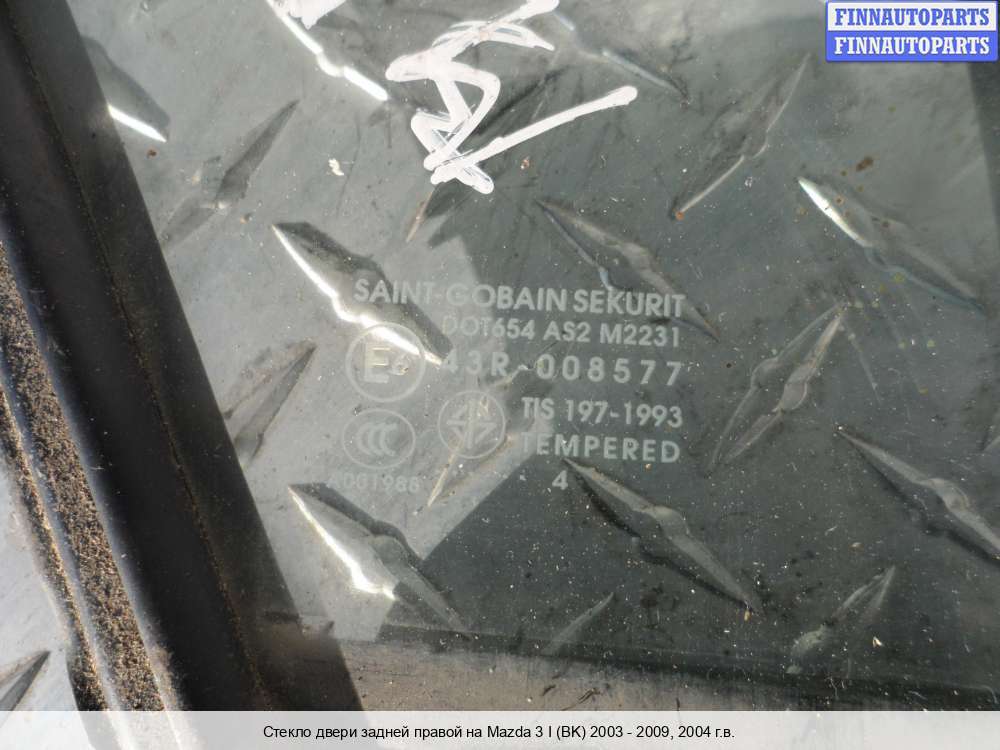 FINNAUTOPARTS
FINNAUTOPARTS
SAINT-GOBAIN SEKURIT
DOT654 AS2 M2231
E6 43R-008577
CCC TIS 197-1993
TEMPERED
4
Стекло двери задней правой на Mazda 3 I (BK) 2003 - 2009, 2004 г.в.